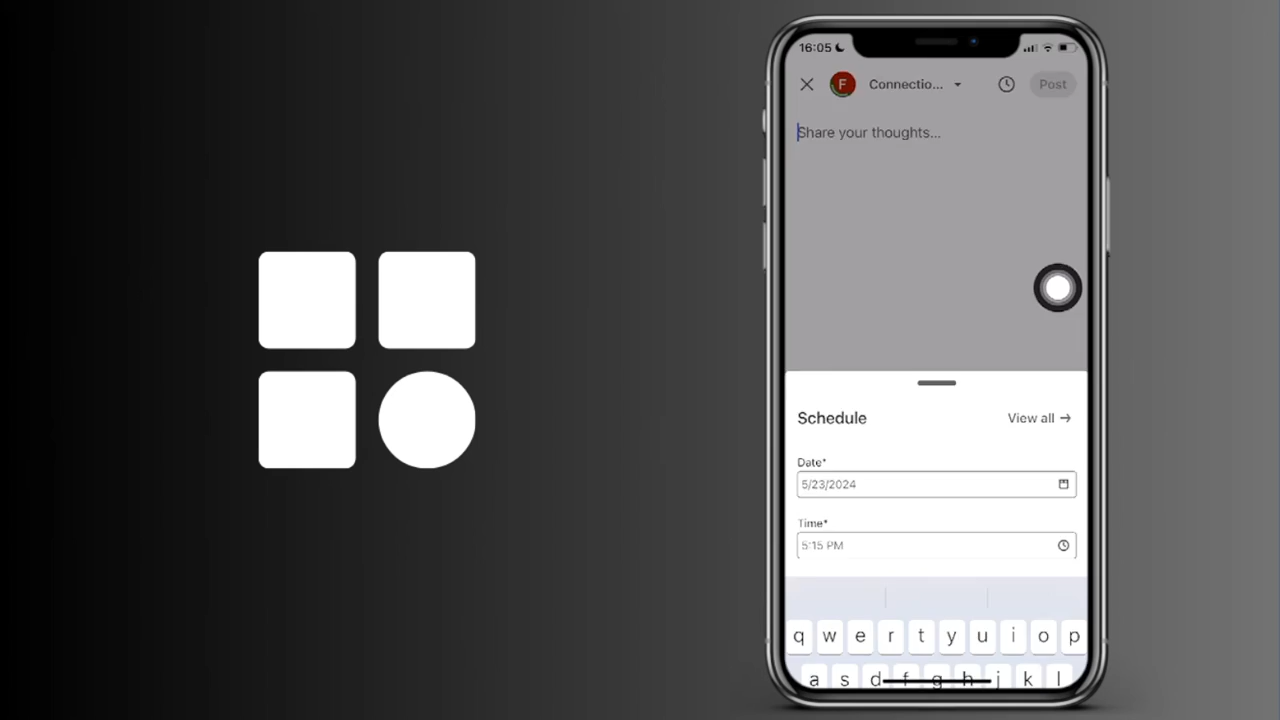 16:05
F Connectio... Post
Share your thoughts...
Schedule View all →
Date*
5/23/2024
Time*
5:15 PM
q w e r t y u i o p
a s d f g h j k l